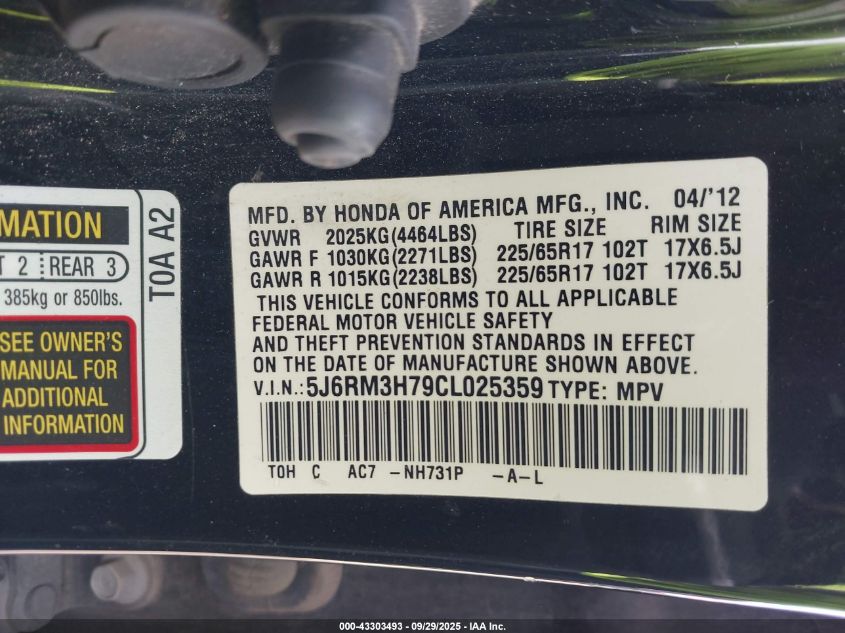 MATION
T 2 REAR 3
385kg or 850lbs.
SEE OWNER'S
MANUAL FOR
ADDITIONAL
INFORMATION
TOA A2
MFD. BY HONDA OF AMERICA MFG., INC. 04/'12
GVWR 2025KG(4464LBS) TIRE SIZE RIM SIZE
GAWR F 1030KG(2271LBS) 225/65R17 102T 17X6.5J
GAWR R 1015KG(2238LBS) 225/65R17 102T 17X6.5J
THIS VEHICLE CONFORMS TO ALL APPLICABLE
FEDERAL MOTOR VEHICLE SAFETY
AND THEFT PREVENTION STANDARDS IN EFFECT
ON THE DATE OF MANUFACTURE SHOWN ABOVE.
V.I.N.: 5J6RM3H79CL025359 TYPE: MPV
TOH C AC7 -NH731P -A-L
000-43303493 - 09/29/2025 - IAA Inc.